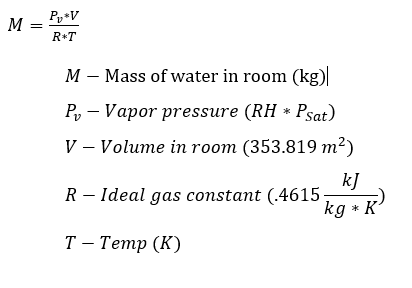 M = P_v*V / R*T
M − Mass of water in room (kg)
P_v − Vapor pressure (RH * P_Sat)
V − Volume in room (353.819 m²)
R − Ideal gas constant (.4615 kJ / kg * K)
T − Temp (K)